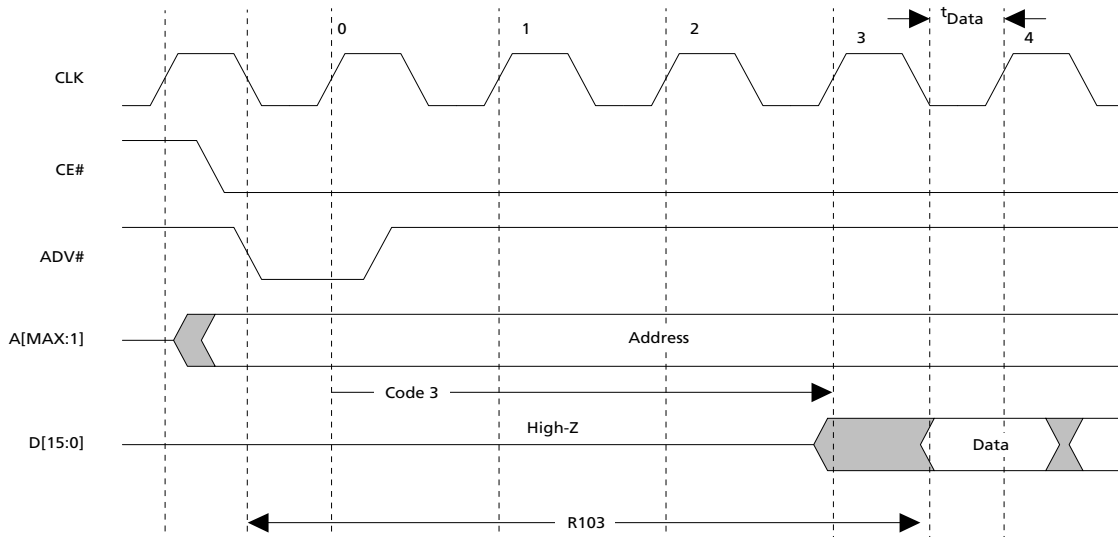 tData
0
1
2
3
4
CLK
CE#
ADV#
A[MAX:1]
Address
Code 3
High-Z
D[15:0]
Data
R103